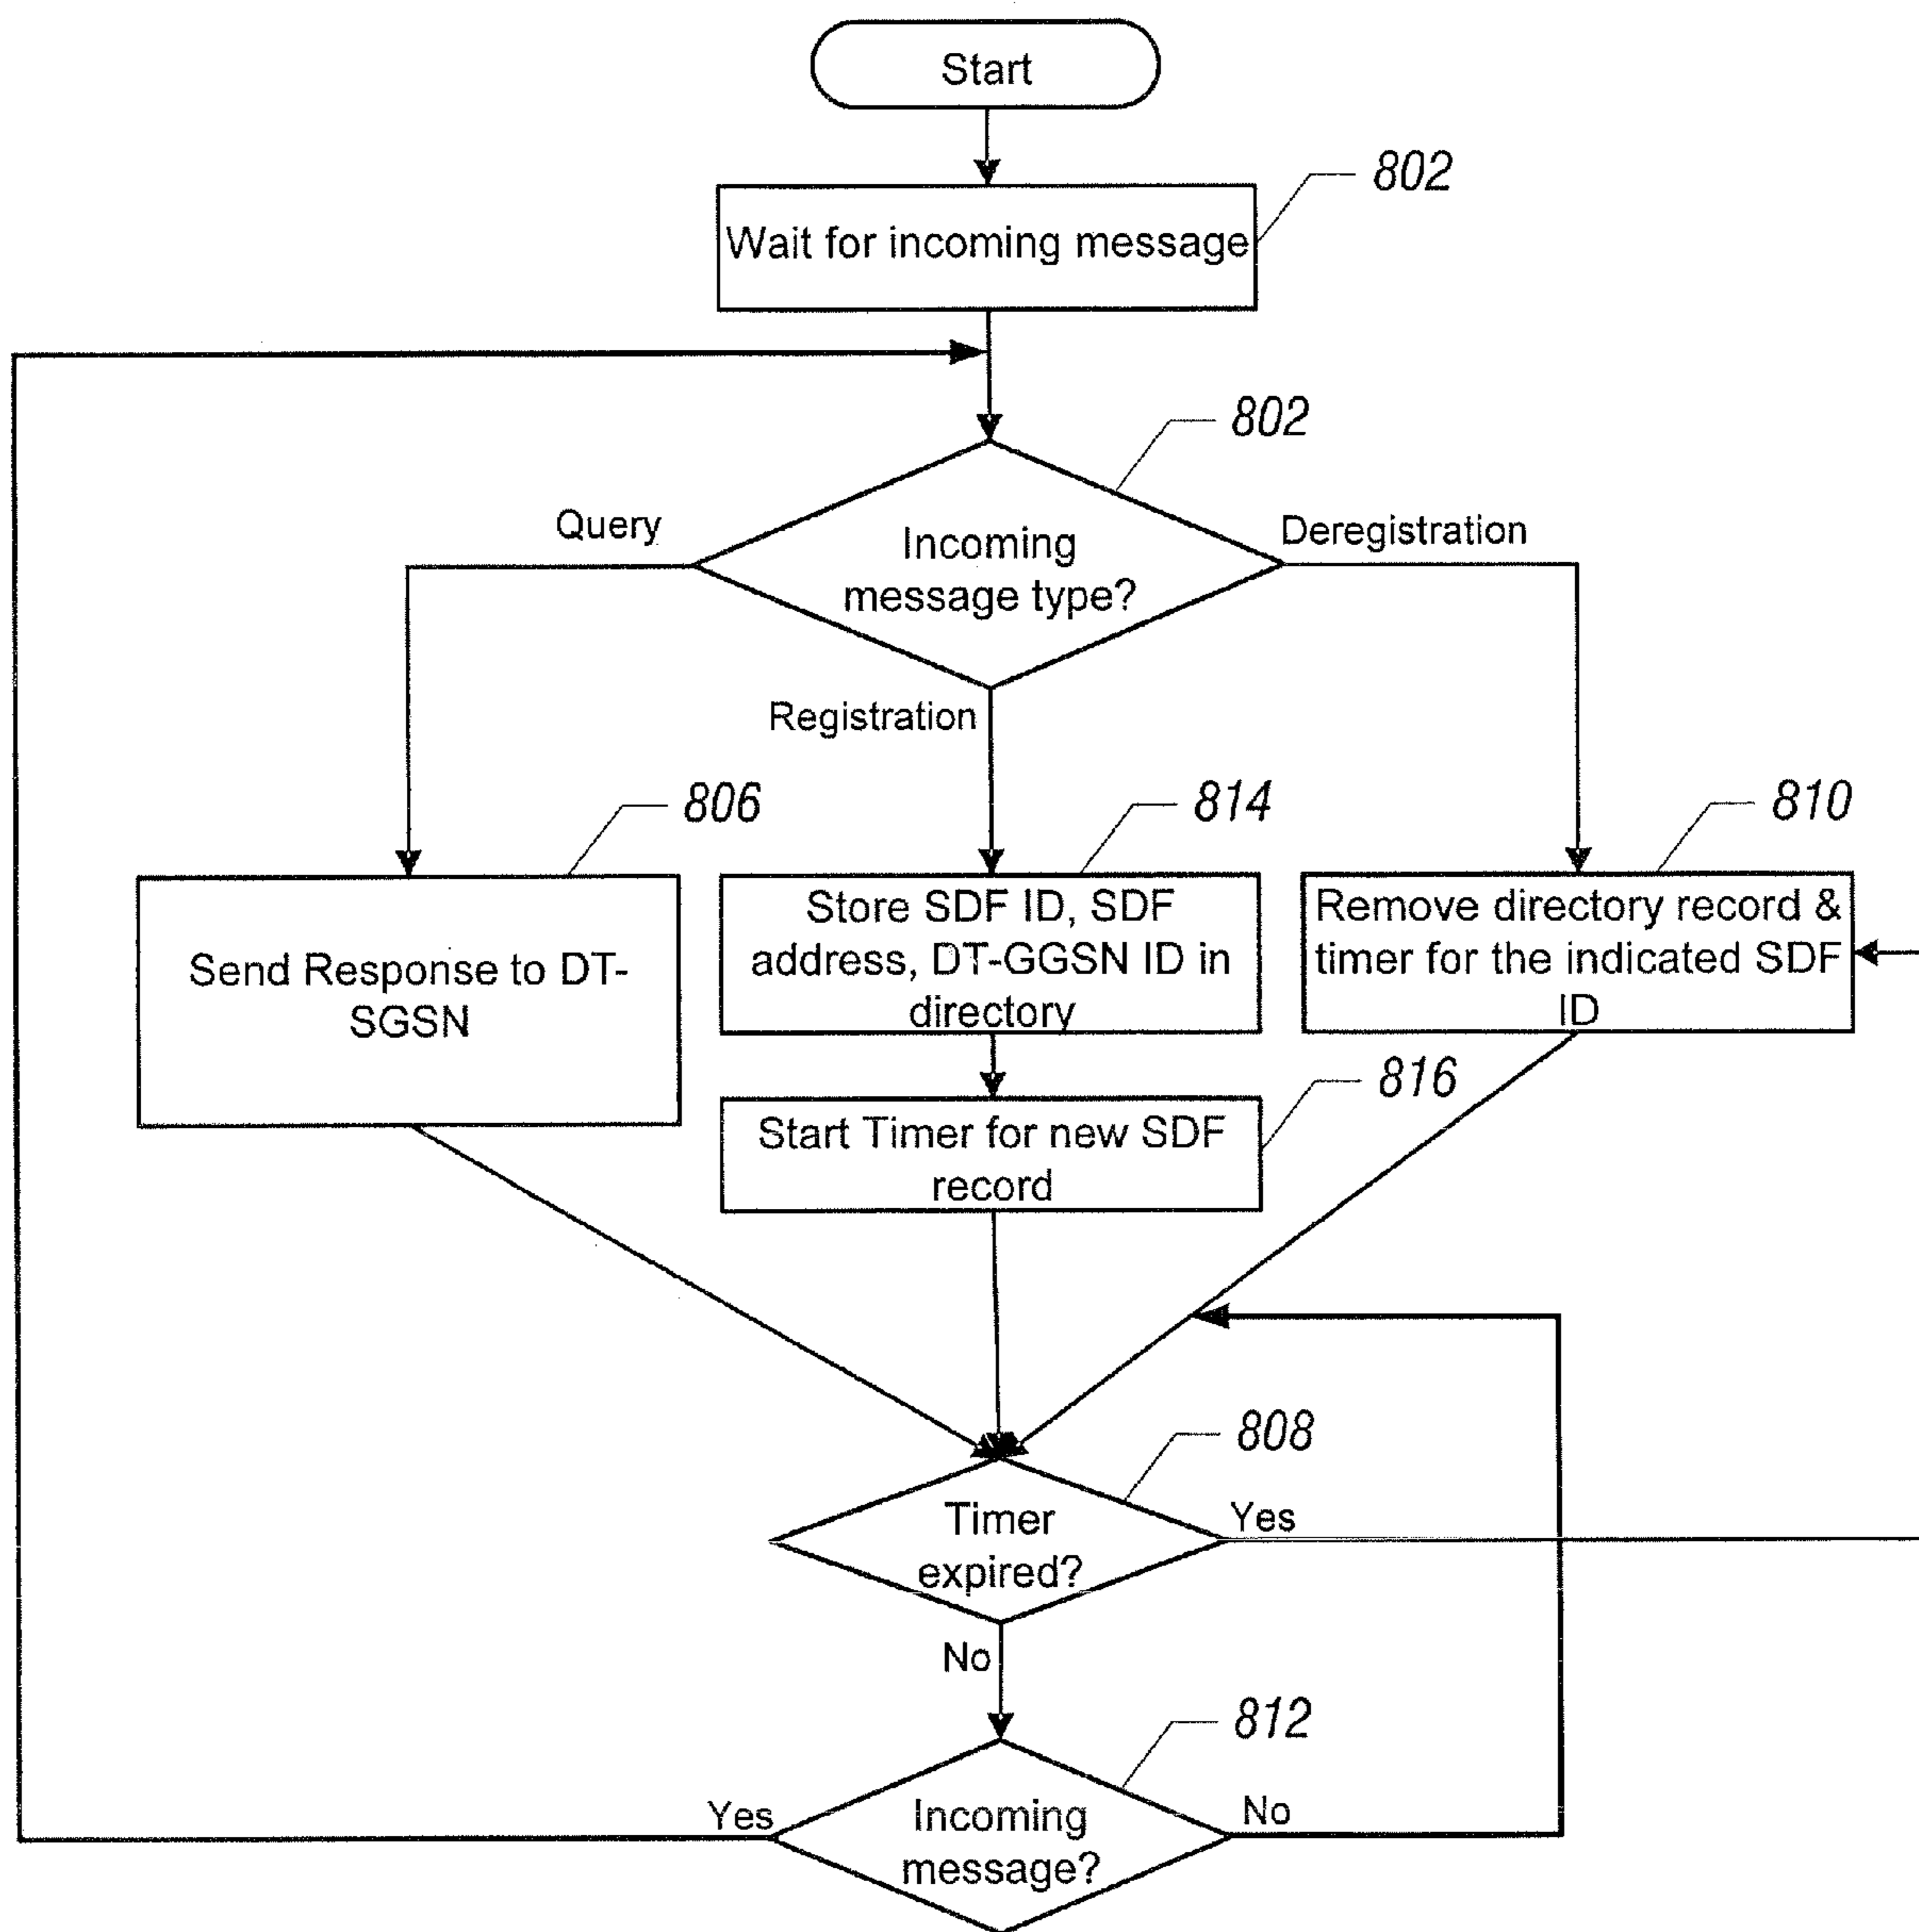 Start
802
Wait for incoming message
802
Query
Incoming
message type?
Deregistration
Registration
806
814
810
Send Response to DT-
SGSN
Store SDF ID, SDF
address, DT-GGSN ID in
directory
Remove directory record &
timer for the indicated SDF
ID
816
Start Timer for new SDF
record
808
Timer
expired?
Yes
No
812
Yes
Incoming
message?
No